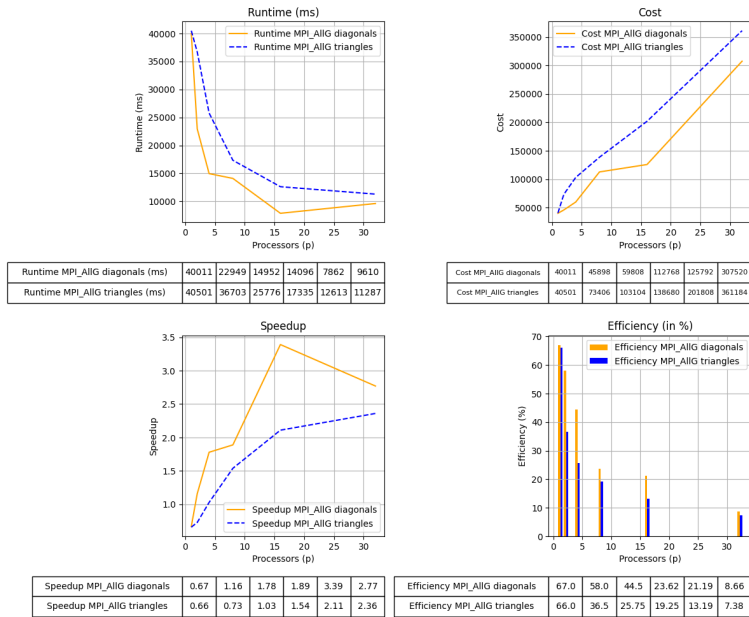 Runtime (ms)
Runtime MPI_AllG diagonals
Runtime MPI_AllG triangles
40000
35000
30000
25000
20000
15000
10000
Runtime (ms)
0 5 10 15 20 25 30
Processors (p)
Runtime MPI_AllG diagonals (ms) 40011 22949 14952 14096 7862 9610
Runtime MPI_AllG triangles (ms) 40501 36703 25776 17335 12613 11287
Cost
Cost MPI_AllG diagonals
Cost MPI_AllG triangles
350000
300000
250000
200000
150000
100000
50000
Cost
0 5 10 15 20 25 30
Processors (p)
Cost MPI_AllG diagonals 40011 45898 59808 112768 125792 307520
Cost MPI_AllG triangles 40501 73406 103104 138680 201808 361184
Speedup
3.5
3.0
2.5
2.0
1.5
1.0
Speedup
Speedup MPI_AllG diagonals
Speedup MPI_AllG triangles
0 5 10 15 20 25 30
Processors (p)
Speedup MPI_AllG diagonals 0.67 1.16 1.78 1.89 3.39 2.77
Speedup MPI_AllG triangles 0.66 0.73 1.03 1.54 2.11 2.36
Efficiency (in %)
Efficiency MPI_AllG diagonals
Efficiency MPI_AllG triangles
70
60
50
40
30
20
10
0
Efficiency (%)
0 5 10 15 20 25 30
Processors (p)
Efficiency MPI_AllG diagonals 67.0 58.0 44.5 23.62 21.19 8.66
Efficiency MPI_AllG triangles 66.0 36.5 25.75 19.25 13.19 7.38